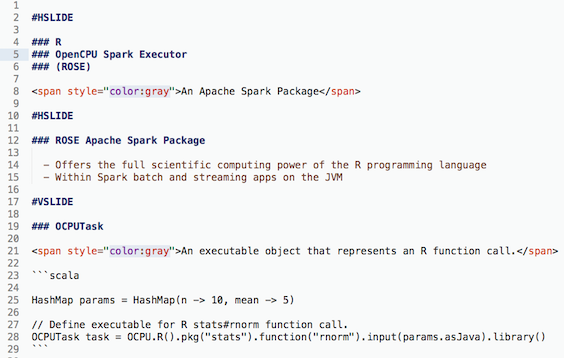 1
2 #HSLIDE
3
4 ### R
5 ### OpenCPU Spark Executor
6 ### (ROSE)
7
8 <span style="color:gray">An Apache Spark Package</span>
9
10 #HSLIDE
11
12 ### ROSE Apache Spark Package
13
14   - Offers the full scientific computing power of the R programming language
15   - Within Spark batch and streaming apps on the JVM
16
17 #VSLIDE
18
19 ### OCPUTask
20
21 <span style="color:gray">An executable object that represents an R function call.</span>
22
23 ```scala
24
25 HashMap params = HashMap(n -> 10, mean -> 5)
26
27 // Define executable for R stats#rnorm function call.
28 OCPUTask task = OCPU.R().pkg("stats").function("rnorm").input(params.asJava).library()
29 ```